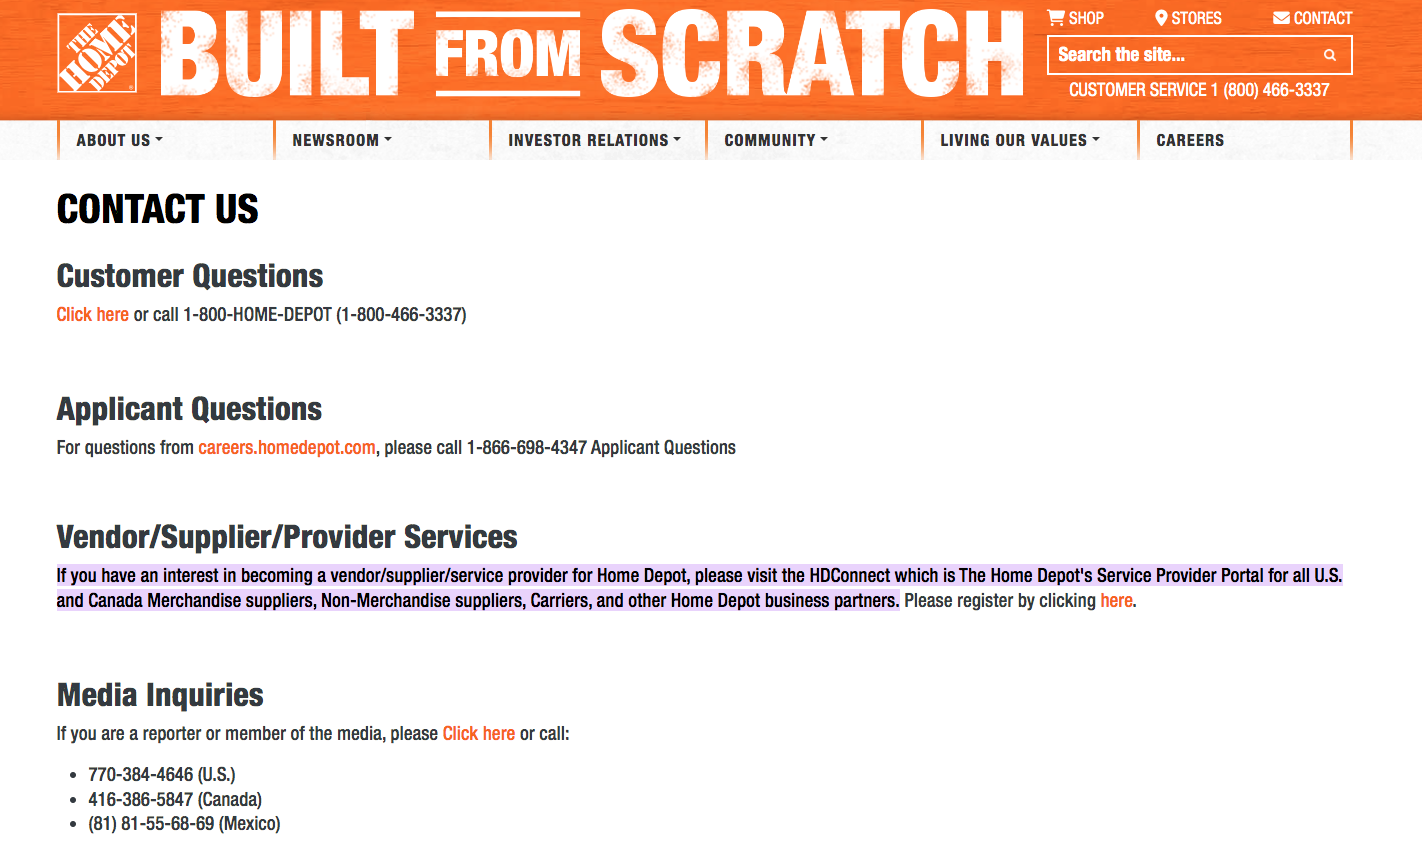 THE HOME DEPOT
BUILT FROM SCRATCH
SHOP STORES CONTACT
Search the site...
CUSTOMER SERVICE 1 (800) 466-3337
ABOUT US NEWSROOM INVESTOR RELATIONS COMMUNITY LIVING OUR VALUES CAREERS
CONTACT US
Customer Questions
Click here or call 1-800-HOME-DEPOT (1-800-466-3337)
Applicant Questions
For questions from careers.homedepot.com, please call 1-866-698-4347 Applicant Questions
Vendor/Supplier/Provider Services
If you have an interest in becoming a vendor/supplier/service provider for Home Depot, please visit the HDConnect which is The Home Depot's Service Provider Portal for all U.S.
and Canada Merchandise suppliers, Non-Merchandise suppliers, Carriers, and other Home Depot business partners. Please register by clicking here.
Media Inquiries
If you are a reporter or member of the media, please Click here or call:
• 770-384-4646 (U.S.)
• 416-386-5847 (Canada)
• (81) 81-55-68-69 (Mexico)